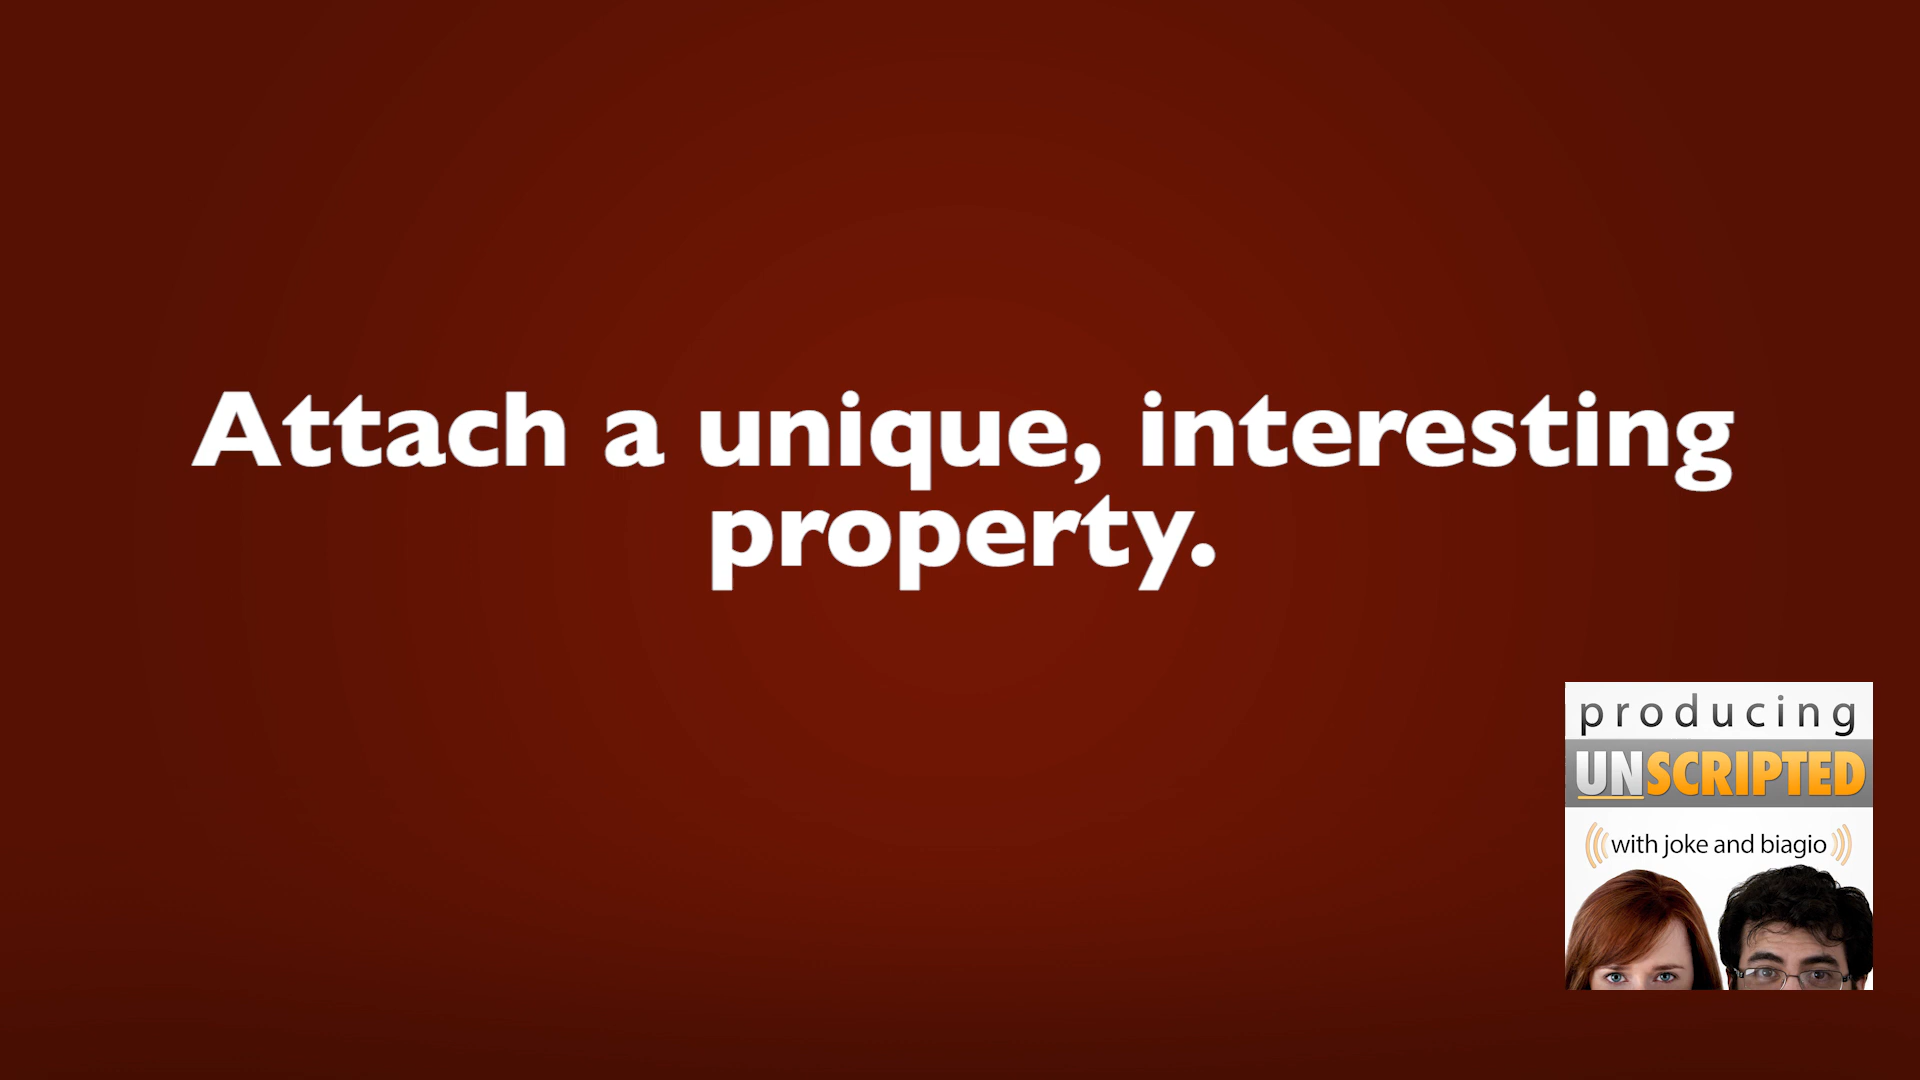 Attach a unique, interesting
property.
producing
UNSCRIPTED
with joke and biagio